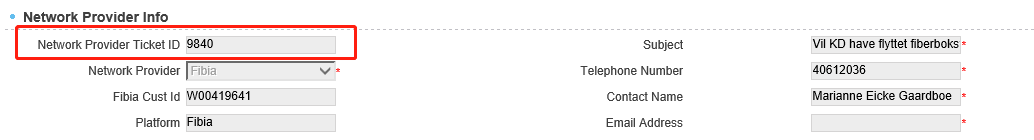 Network Provider Info
Network Provider Ticket ID 9840 Subject Vil KD have flyttet fiberboks *
Network Provider Fibia * Telephone Number 40612036 *
Fibia Cust Id W00419641 Contact Name Marianne Eicke Gaardboe *
Platform Fibia Email Address *